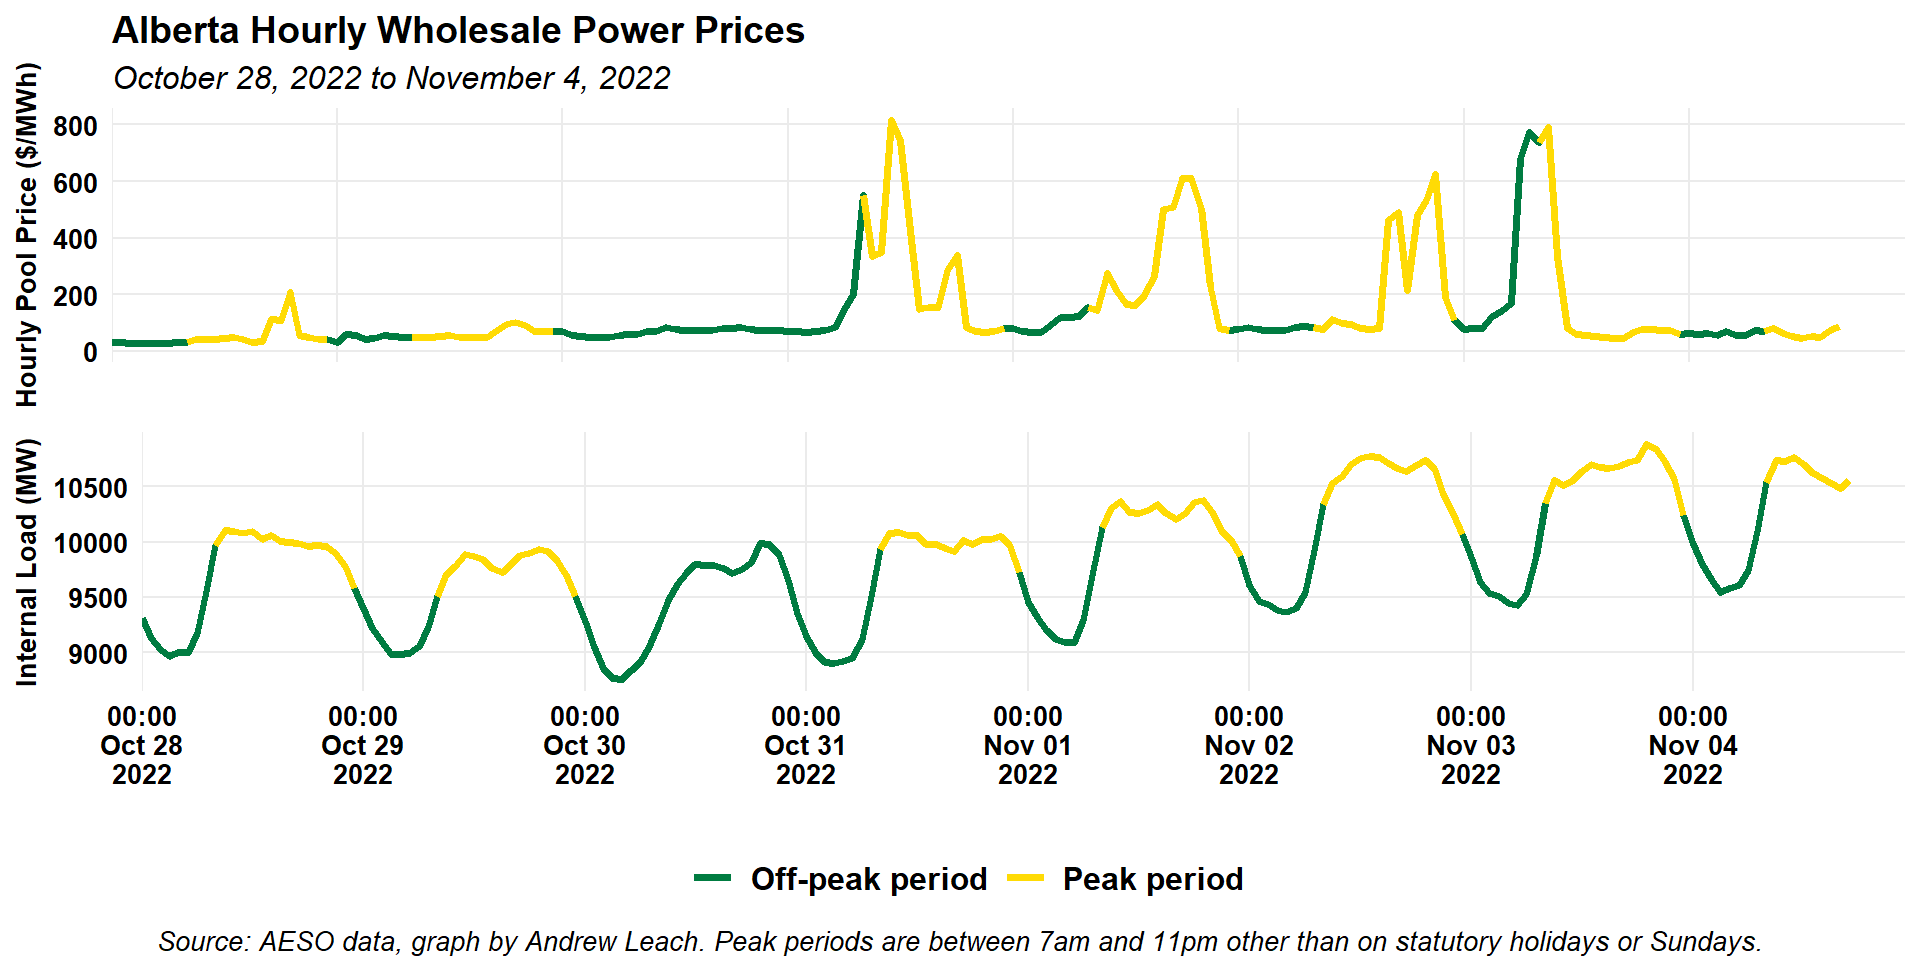 Alberta Hourly Wholesale Power Prices
October 28, 2022 to November 4, 2022
Hourly Pool Price ($/MWh)
800
600
400
200
0
Internal Load (MW)
10500
10000
9500
9000
00:00 00:00 00:00 00:00 00:00 00:00 00:00 00:00
Oct 28 Oct 29 Oct 30 Oct 31 Nov 01 Nov 02 Nov 03 Nov 04
2022 2022 2022 2022 2022 2022 2022 2022
Off-peak period Peak period
Source: AESO data, graph by Andrew Leach. Peak periods are between 7am and 11pm other than on statutory holidays or Sundays.